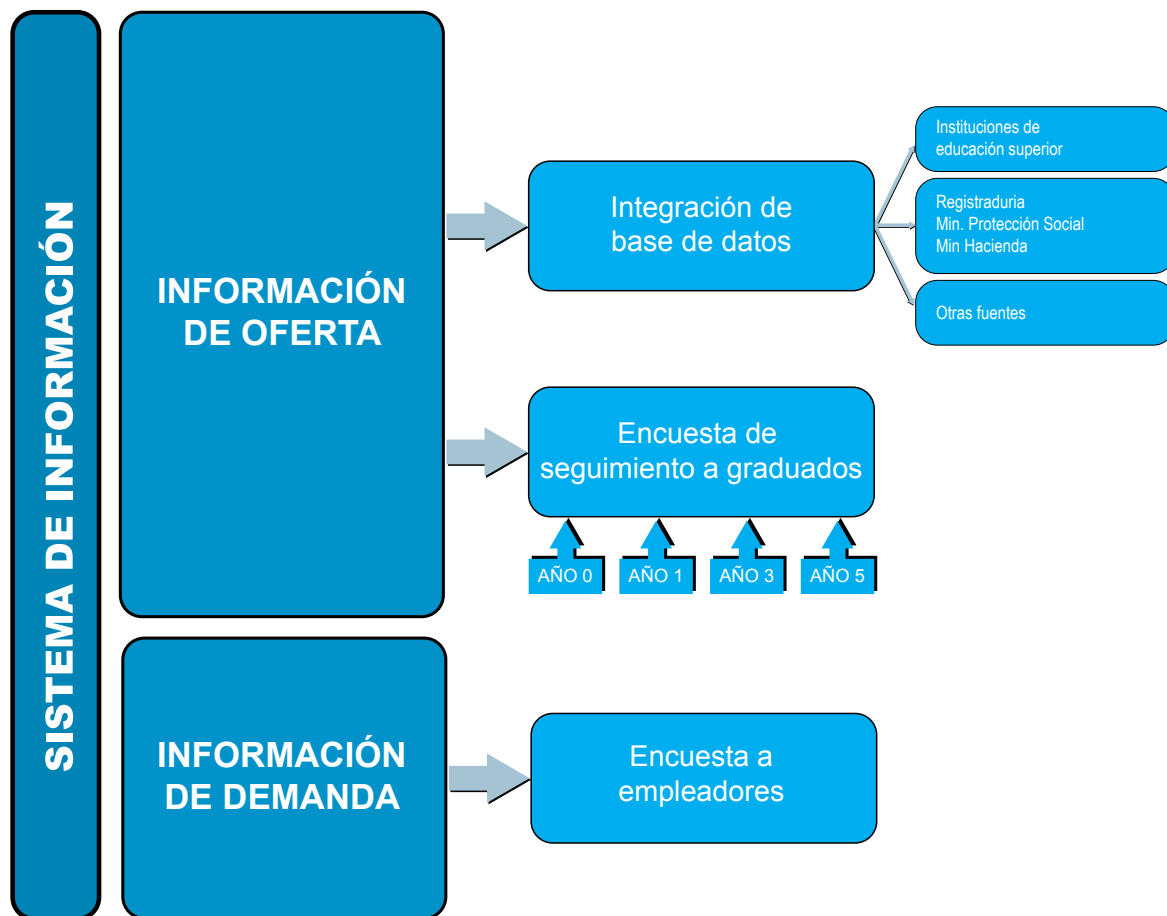 SISTEMA DE INFORMACIÓN
INFORMACIÓN
DE OFERTA
Integración de
base de datos
Instituciones de
educación superior
Registraduria
Min. Protección Social
Min Hacienda
Otras fuentes
Encuesta de
seguimiento a graduados
AÑO 0
AÑO 1
AÑO 3
AÑO 5
INFORMACIÓN
DE DEMANDA
Encuesta a
empleadores